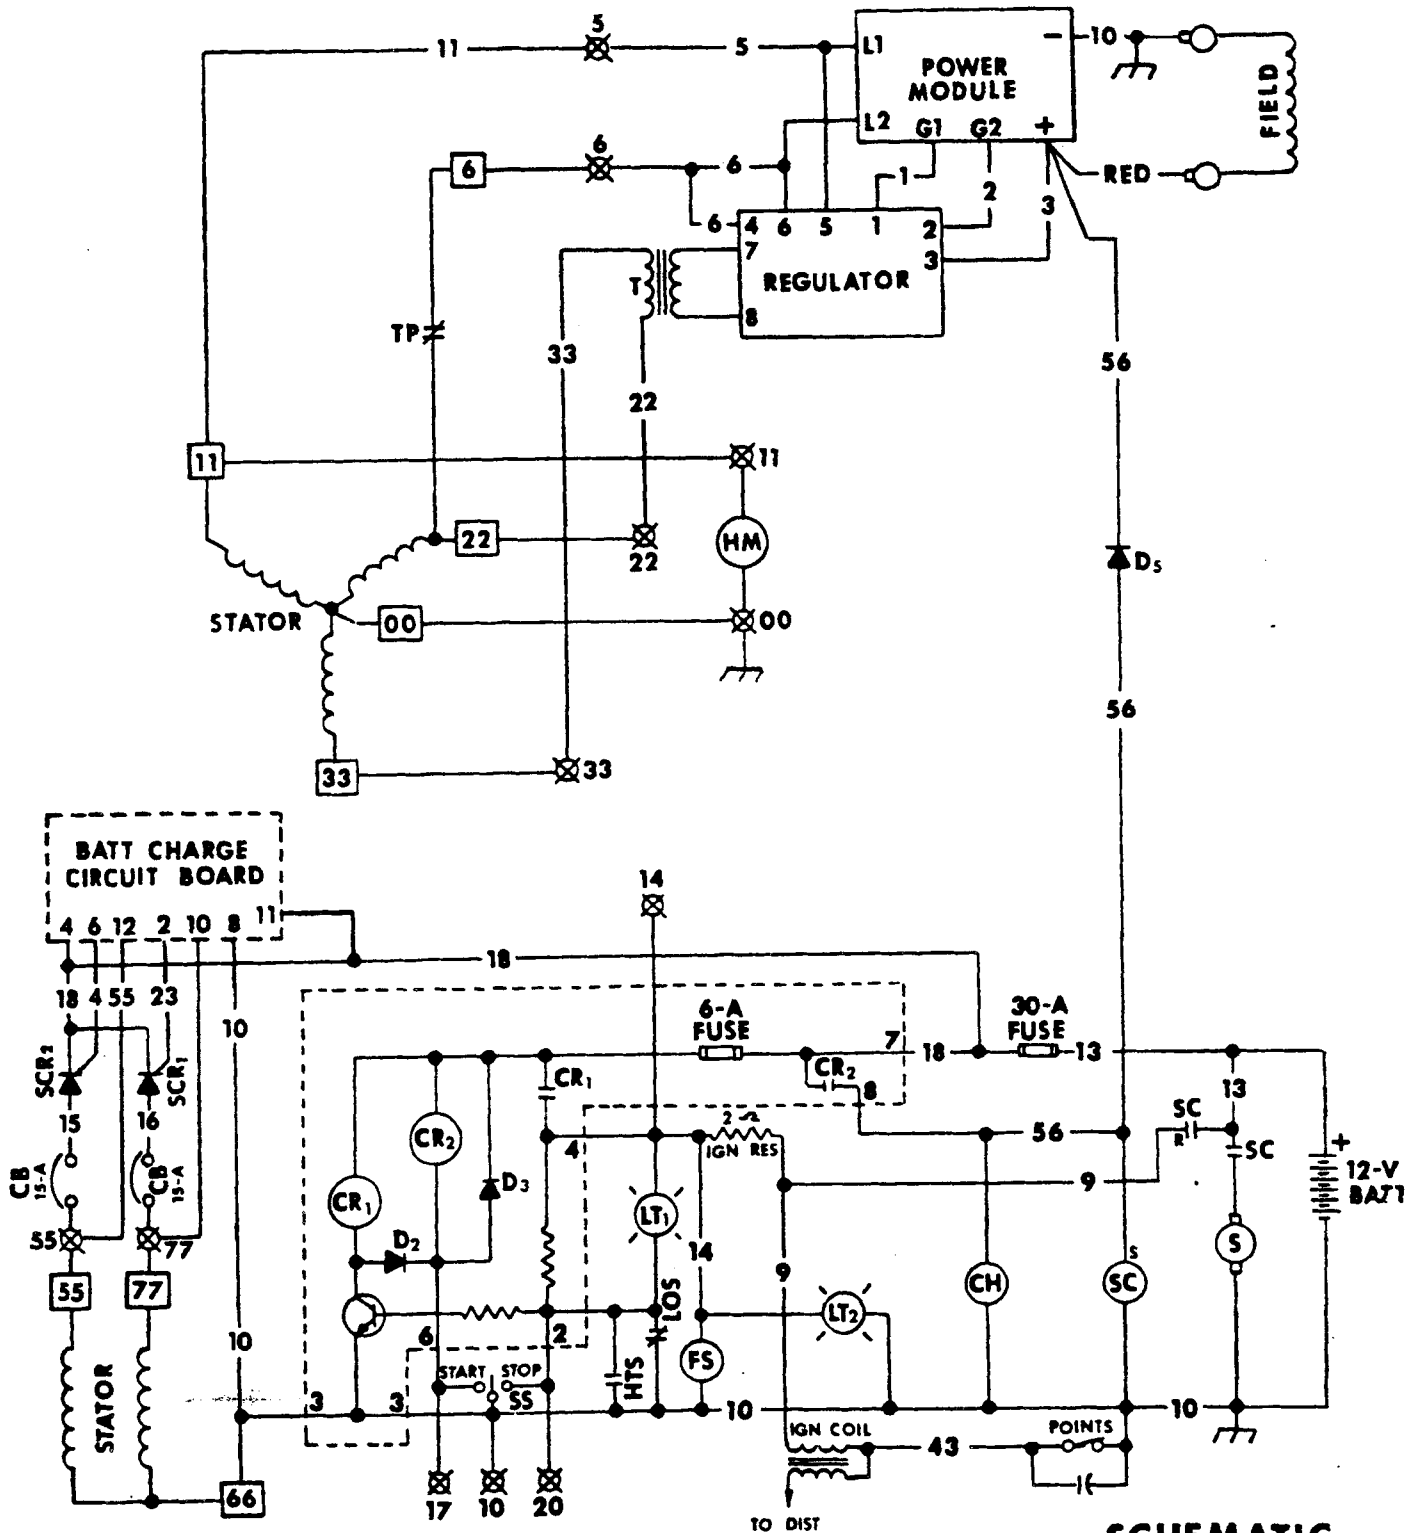 5
11
5
L1
POWER
MODULE
−
10
L2
G1
G2
+
FIELD
6
6
6
1
2
RED
3
6
4
6
5
1
2
7
3
REGULATOR
T
8
TP
33
56
22
11
11
22
22
HM
D5
STATOR
00
00
56
33
33
BATT CHARGE
CIRCUIT BOARD
4
6
12
2
10
8
11
14
18
18
4
55
23
10
6-A
FUSE
30-A
FUSE
7
18
13
CR1
CR2
8
13
SCR2
SCR1
2 Ω
SC
15
16
CR2
4
IGN RES
56
R
SC
+
12-V
BATT
CB
15-A
CB
15-A
CR1
D3
LT1
9
55
77
D2
14
9
S
S
55
77
LOS
CH
SC
LT2
10
6
2
FS
START
STOP
SS
HTS
3
3
10
10
STATOR
IGN COIL
43
POINTS
66
17
10
20
TO DIST